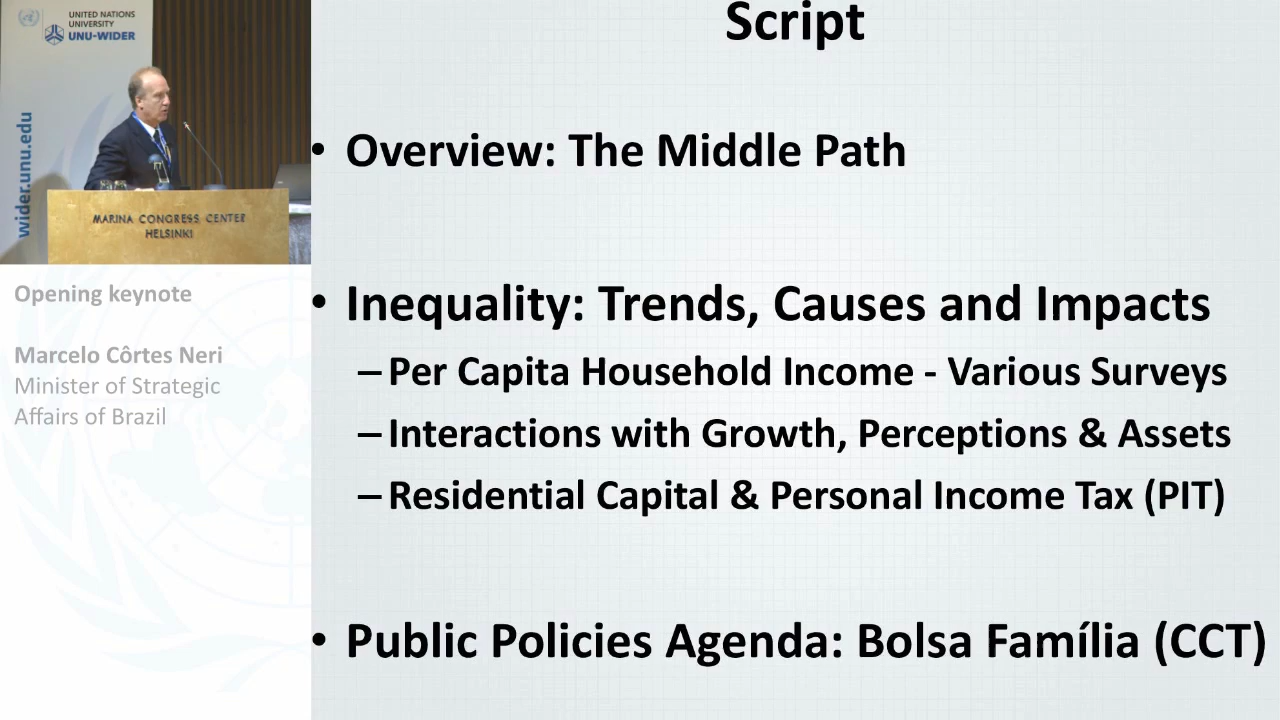 UNITED NATIONS
UNIVERSITY
UNU-WIDER
wider.unu.edu
MARINA CONGRESS CENTER
HELSINKI
Opening keynote
Marcelo Côrtes Neri
Minister of Strategic
Affairs of Brazil
Script
• Overview: The Middle Path
• Inequality: Trends, Causes and Impacts
– Per Capita Household Income - Various Surveys
– Interactions with Growth, Perceptions & Assets
– Residential Capital & Personal Income Tax (PIT)
• Public Policies Agenda: Bolsa Família (CCT)